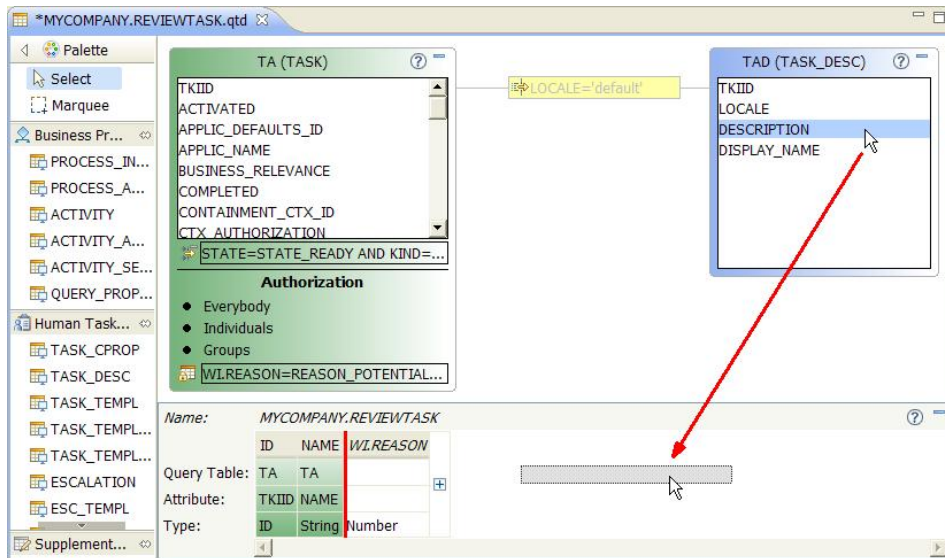 *MYCOMPANY.REVIEWTASK.qtd
Palette
Select
Marquee
Business Pr...
PROCESS_IN...
PROCESS_A...
ACTIVITY
ACTIVITY_A...
ACTIVITY_SE...
QUERY_PROP...
Human Task...
TASK_CPROP
TASK_DESC
TASK_TEMPL
TASK_TEMPL...
TASK_TEMPL...
ESCALATION
ESC_TEMPL
Supplement...
TA (TASK)
TKIID
ACTIVATED
APPLIC_DEFAULTS_ID
APPLIC_NAME
BUSINESS_RELEVANCE
COMPLETED
CONTAINMENT_CTX_ID
CTX_AUTHORIZATION
STATE=STATE_READY AND KIND=...
Authorization
Everybody
Individuals
Groups
WI.REASON=REASON_POTENTIAL...
LOCALE='default'
TAD (TASK_DESC)
TKIID
LOCALE
DESCRIPTION
DISPLAY_NAME
Name: MYCOMPANY.REVIEWTASK
ID NAME WI.REASON
Query Table: TA TA
Attribute: TKIID NAME
Type: ID String Number